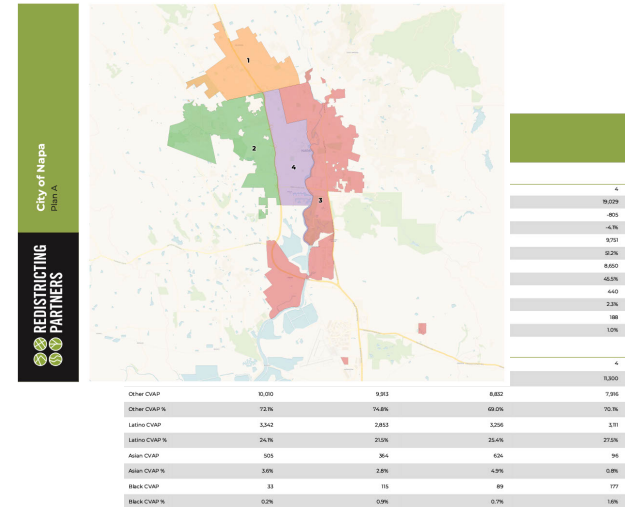 City of Napa
Plan A
REDISTRICTING
PARTNERS
1
2
4
3
4
19,029
-805
-4.1%
9,751
51.2%
8,650
45.5%
440
2.3%
188
1.0%
4
11,300
Other CVAP 10,010 9,913 8,832 7,916
Other CVAP % 72.1% 74.8% 69.0% 70.1%
Latino CVAP 3,342 2,853 3,256 3,111
Latino CVAP % 24.1% 21.5% 25.4% 27.5%
Asian CVAP 505 364 624 96
Asian CVAP % 3.6% 2.8% 4.9% 0.8%
Black CVAP 33 115 89 177
Black CVAP % 0.2% 0.9% 0.7% 1.6%